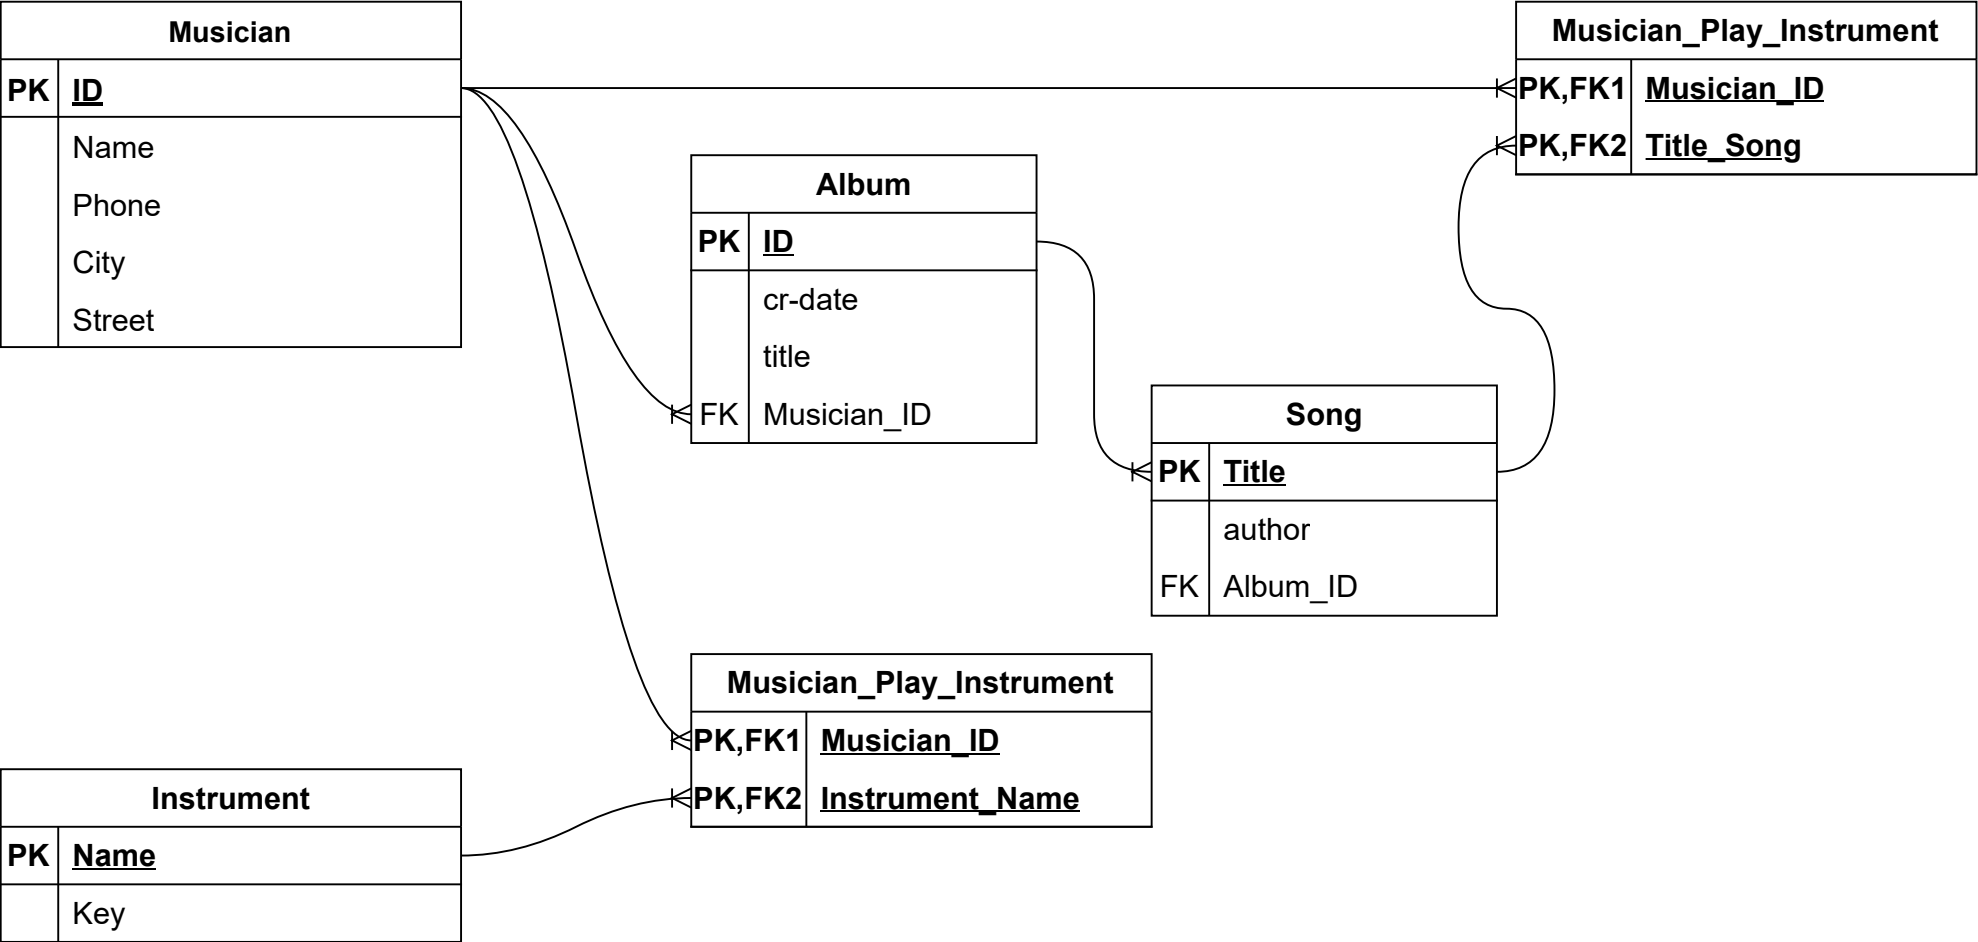 Musician
PK ID
Name
Phone
City
Street
Musician_Play_Instrument
PK,FK1 Musician_ID
PK,FK2 Title_Song
Album
PK ID
cr-date
title
FK Musician_ID
Song
PK Title
author
FK Album_ID
Musician_Play_Instrument
PK,FK1 Musician_ID
PK,FK2 Instrument_Name
Instrument
PK Name
Key